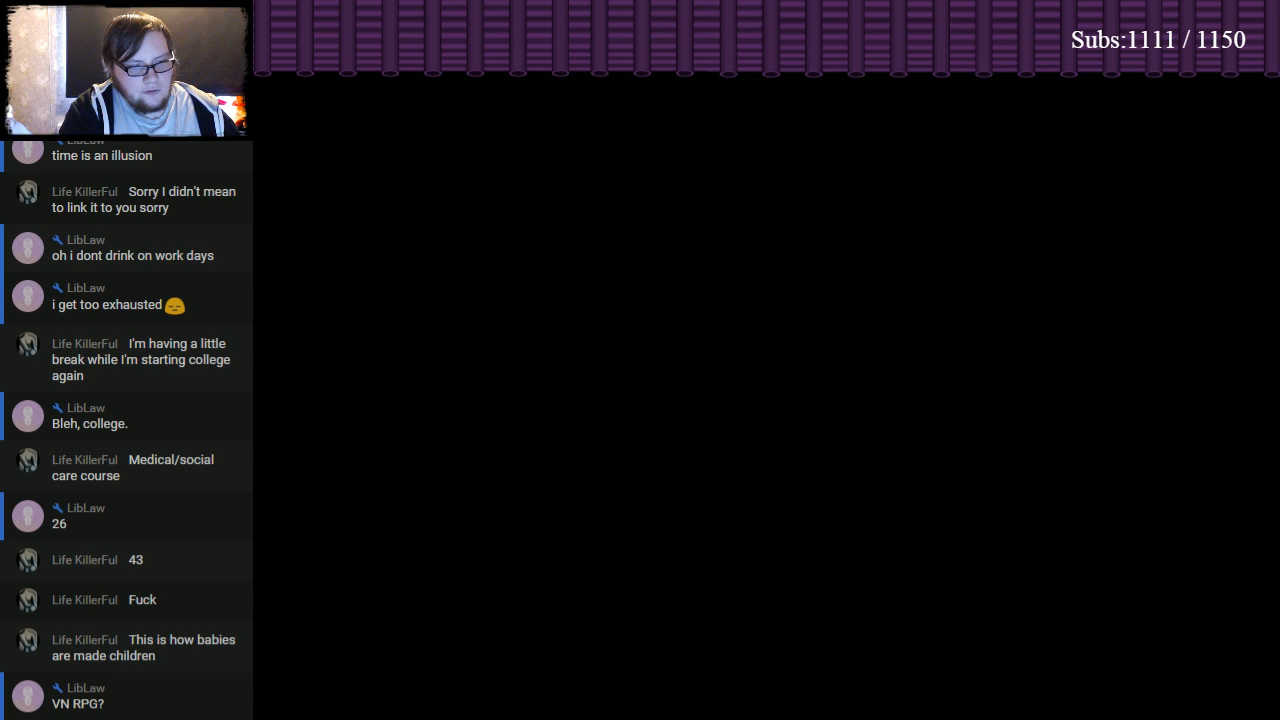 Subs:1111 / 1150
LibLaw
time is an illusion
Life KillerFul Sorry I didn't mean
to link it to you sorry
LibLaw
oh i dont drink on work days
LibLaw
i get too exhausted
Life KillerFul I'm having a little
break while I'm starting college
again
LibLaw
Bleh, college.
Life KillerFul Medical/social
care course
LibLaw
26
Life KillerFul 43
Life KillerFul Fuck
Life KillerFul This is how babies
are made children
LibLaw
VN RPG?